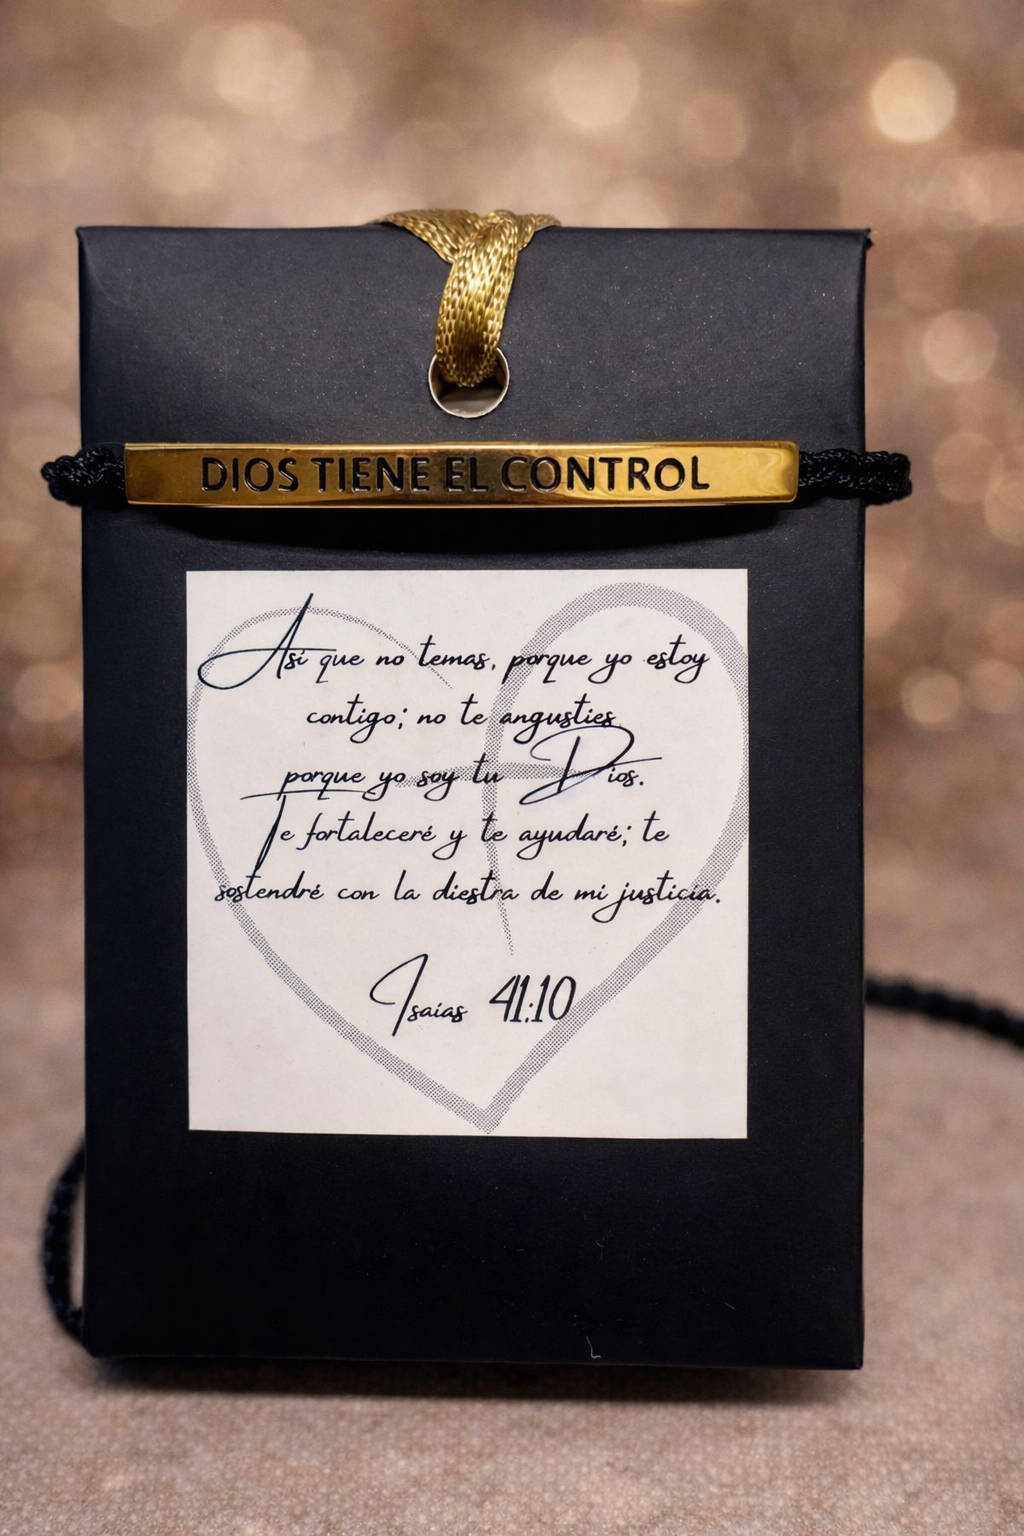 DIOS TIENE EL CONTROL
Así que no temas, porque yo estoy
contigo; no te angusties
porque yo soy tu Dios.
Te fortaleceré y te ayudaré; te
sostendré con la diestra de mi justicia.
Isaías 41:10